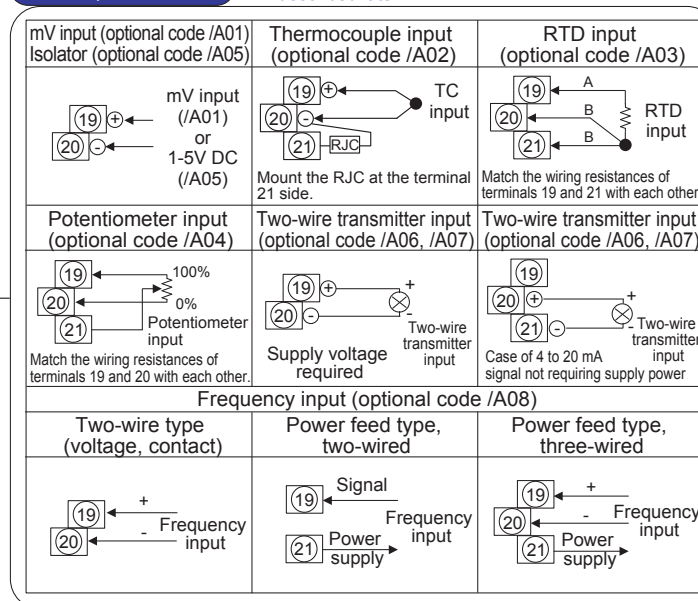 mV input (optional code /A01)
Isolator (optional code /A05)
19 +
20 -
mV input
(/A01)
or
1-5V DC
(/A05)
Thermocouple input
(optional code /A02)
19 +
20 -
21 RJC
TC
input
Mount the RJC at the terminal
21 side.
RTD input
(optional code /A03)
19 A
20 B
21 B
RTD
input
Match the wiring resistances of
terminals 19 and 21 with each other
Potentiometer input
(optional code /A04)
19
20
21
100%
0%
Potentiometer
input
Match the wiring resistances of
terminals 19 and 20 with each other.
Two-wire transmitter input
(optional code /A06, /A07)
19 + +
20 - -
Two-wire
transmitter
input
Supply voltage
required
Two-wire transmitter input
(optional code /A06, /A07)
19
20 + +
21 - -
Two-wire
transmitter
input
Case of 4 to 20 mA
signal not requiring supply power
Frequency input (optional code /A08)
Two-wire type
(voltage, contact)
19 +
20 -
Frequency
input
Power feed type,
two-wired
19 Signal
21 Power
supply
Frequency
input
Power feed type,
three-wired
19 +
20 -
21 Power
supply
Frequency
input